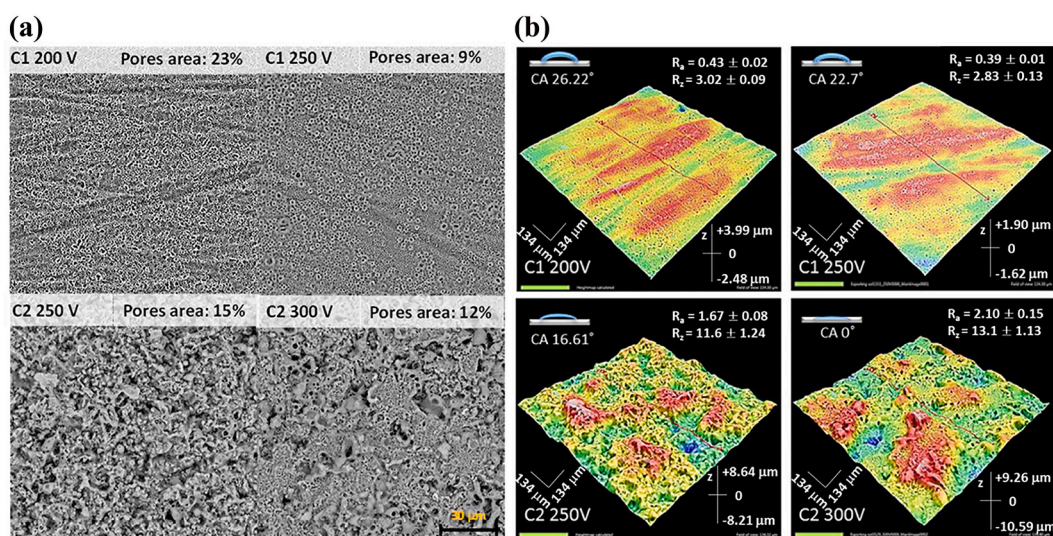 (a)
C1 200 V Pores area: 23%
C1 250 V Pores area: 9%
C2 250 V Pores area: 15%
C2 300 V Pores area: 12%
30 μm
(b)
CA 26.22°
Ra ± 0.43 ± 0.02
Rz = 3.02 ± 0.09
134 μm
134 μm
z
+3.99 μm
0
-2.48 μm
C1 200V
CA 22.7°
Ra = 0.39 ± 0.01
Rz = 2.83 ± 0.13
134 μm
134 μm
z
+1.90 μm
0
-1.62 μm
C1 250V
CA 16.61°
Ra = 1.67 ± 0.08
Rz = 11.6 ± 1.24
134 μm
134 μm
z
+8.64 μm
0
-8.21 μm
C2 250V
CA 0°
Ra = 2.10 ± 0.15
Rz = 13.1 ± 1.13
134 μm
134 μm
z
+9.26 μm
0
-10.59 μm
C2 300V